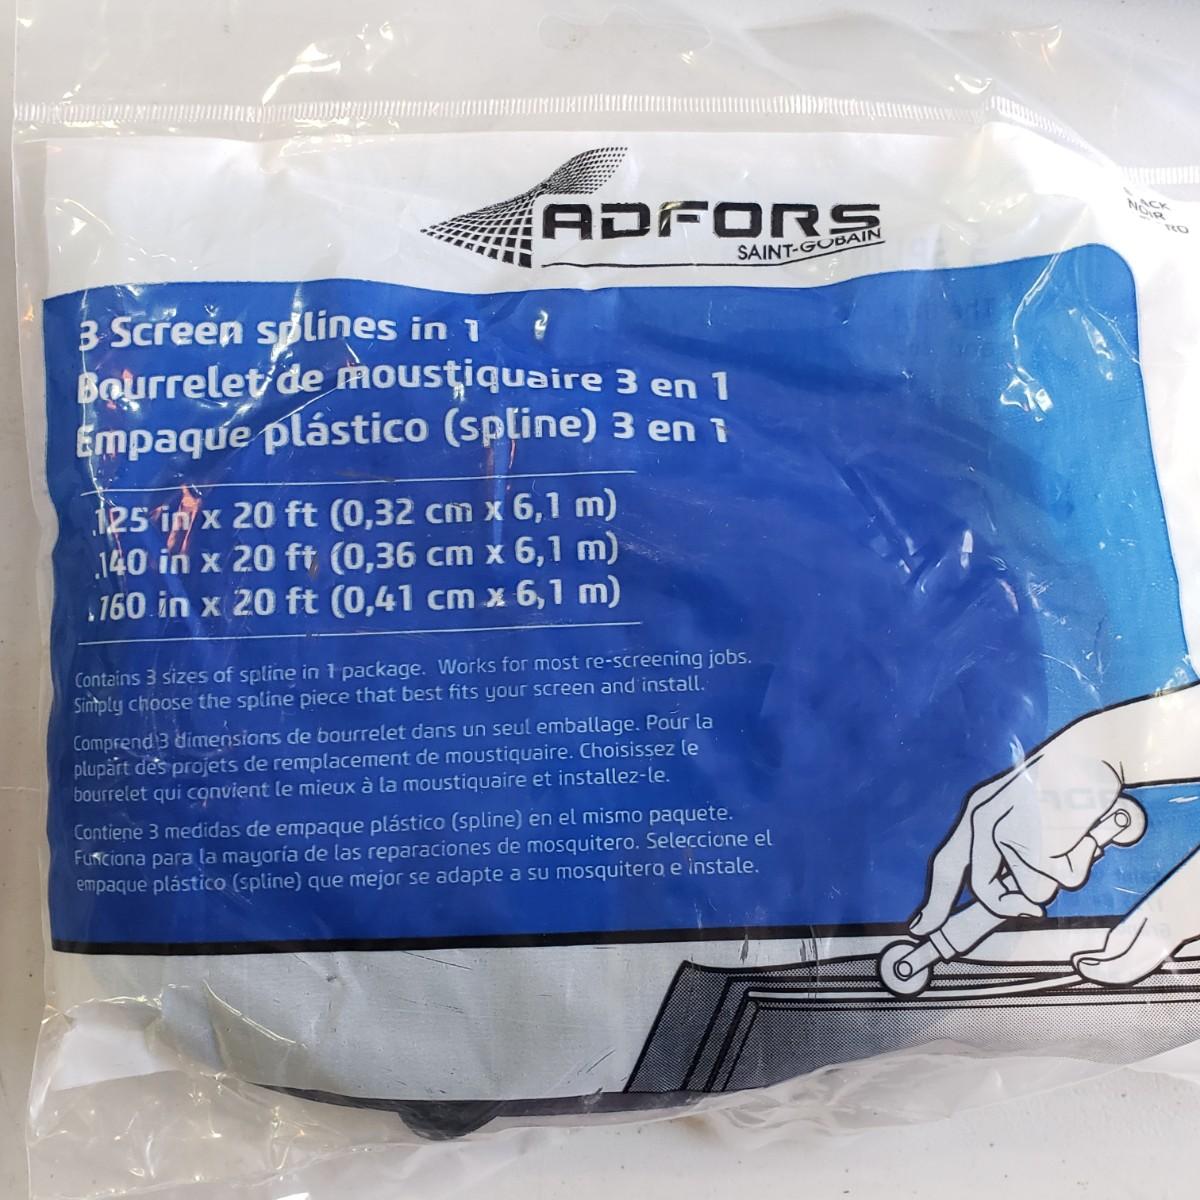 ADFORS
SAINT-GOBAIN
NOIR
3 Screen splines in 1
Bourrelet de moustiquaire 3 en 1
Empaque plástico (spline) 3 en 1
.125 in x 20 ft (0,32 cm x 6,1 m)
.140 in x 20 ft (0,36 cm x 6,1 m)
.160 in x 20 ft (0,41 cm x 6,1 m)
Contains 3 sizes of spline in 1 package. Works for most re-screening jobs.
Simply choose the spline piece that best fits your screen and install.
Comprend 3 dimensions de bourrelet dans un seul emballage. Pour la
plupart des projets de remplacement de moustiquaire. Choisissez le
bourrelet qui convient le mieux à la moustiquaire et installez-le.
Contiene 3 medidas de empaque plástico (spline) en el mismo paquete.
Funciona para la mayoría de las reparaciones de mosquitero. Seleccione el
empaque plástico (spline) que mejor se adapte a su mosquitero e instale.